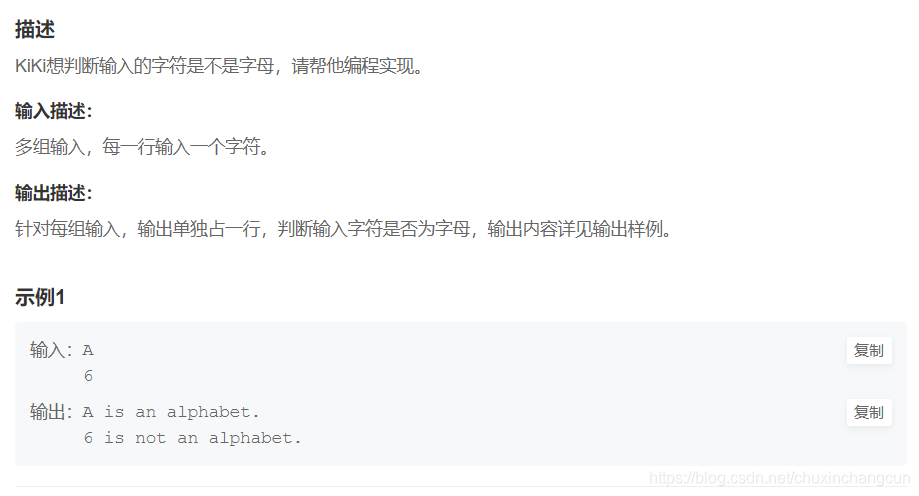 描述
KiKi想判断输入的字符是不是字母，请帮他编程实现。
输入描述：
多组输入，每一行输入一个字符。
输出描述：
针对每组输入，输出单独占一行，判断输入字符是否为字母，输出内容详见输出样例。
示例1
输入：A 复制
6
输出：A is an alphabet. 复制
6 is not an alphabet.
https://blog.csdn.net/chuxinchangcun